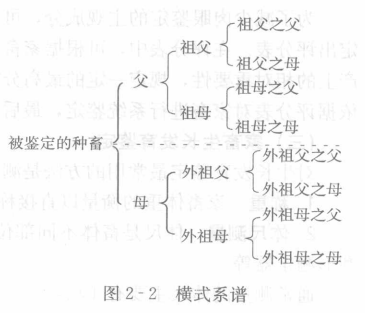 祖父之父
祖父
祖父之母
父
祖母之父
祖母
祖母之母
被鉴定的种畜
外祖父之父
外祖父
外祖父之母
母
外祖母之父
外祖母
外祖母之母
图2-2 横式系谱